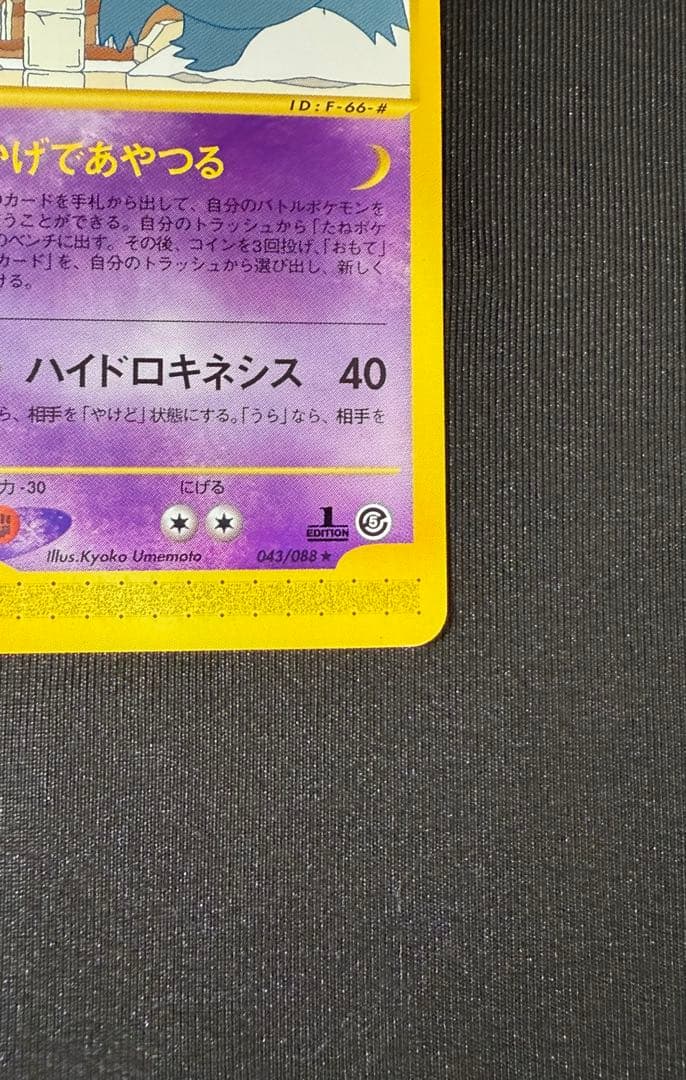 ID:F-66-#
かげであやつる
カードを手札から出して、自分のバトルポケモンを
うことができる。自分のトラッシュから「たねポケ
のベンチに出す。その後、コインを3回投げ、「おもて」
カード」を、自分のトラッシュから選び出し、新しく
ける。
ハイドロキネシス 40
ら、相手を「やけど」状態にする。「うら」なら、相手を
力 -30 にげる
1
EDITION
5
Illus.Kyoko Umemoto 043/088★